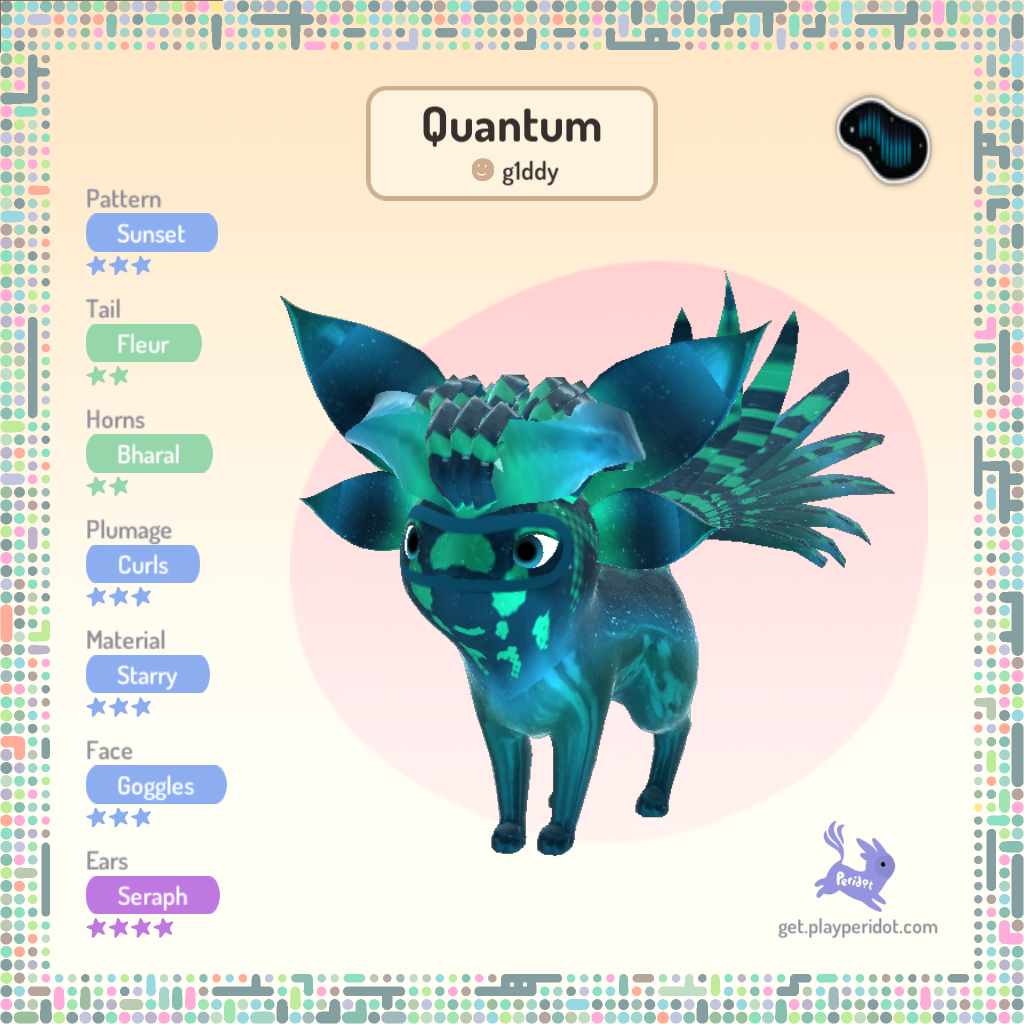 Quantum
g1ddy
Pattern
Sunset
Tail
Fleur
Horns
Bharal
Plumage
Curls
Material
Starry
Face
Goggles
Ears
Seraph
Peridot
get.playperidot.com